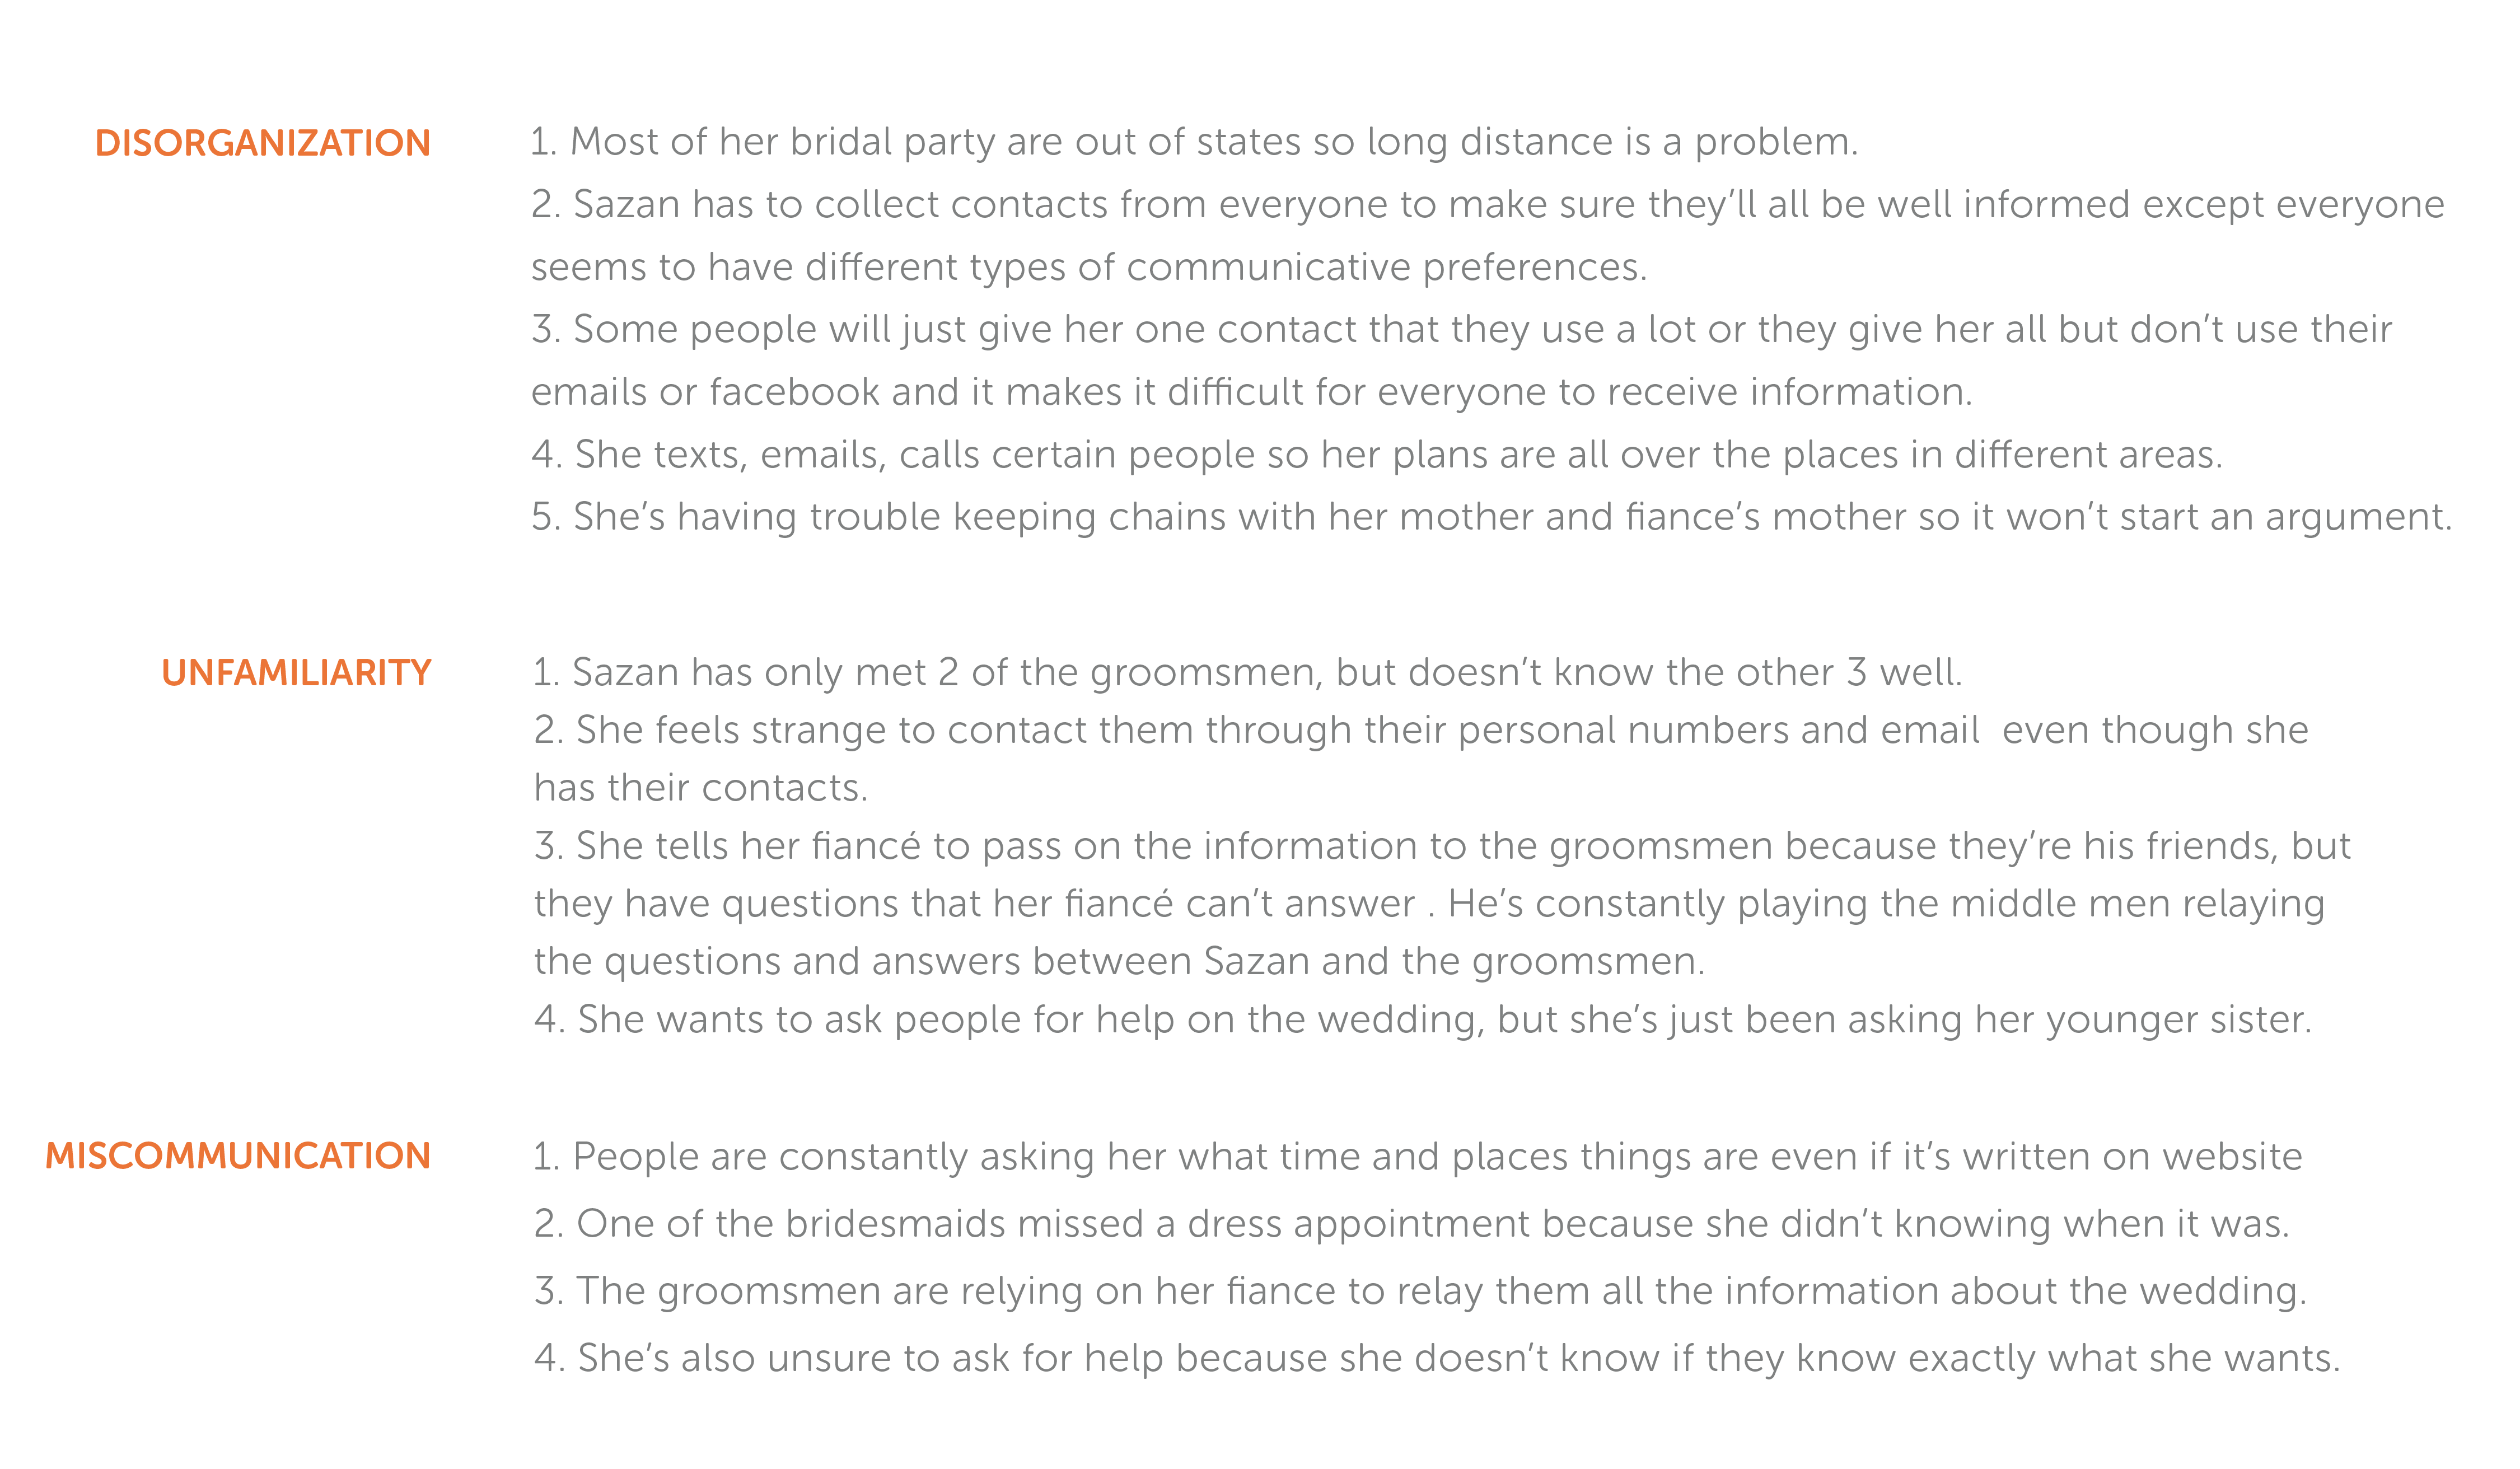 DISORGANIZATION
1. Most of her bridal party are out of states so long distance is a problem.
2. Sazan has to collect contacts from everyone to make sure they’ll all be well informed except everyone
seems to have different types of communicative preferences.
3. Some people will just give her one contact that they use a lot or they give her all but don’t use their
emails or facebook and it makes it difficult for everyone to receive information.
4. She texts, emails, calls certain people so her plans are all over the places in different areas.
5. She’s having trouble keeping chains with her mother and fiance’s mother so it won’t start an argument.
UNFAMILIARITY
1. Sazan has only met 2 of the groomsmen, but doesn’t know the other 3 well.
2. She feels strange to contact them through their personal numbers and email  even though she
has their contacts.
3. She tells her fiancé to pass on the information to the groomsmen because they’re his friends, but
they have questions that her fiancé can’t answer . He’s constantly playing the middle men relaying
the questions and answers between Sazan and the groomsmen.
4. She wants to ask people for help on the wedding, but she’s just been asking her younger sister.
MISCOMMUNICATION
1. People are constantly asking her what time and places things are even if it’s written on website
2. One of the bridesmaids missed a dress appointment because she didn’t knowing when it was.
3. The groomsmen are relying on her fiance to relay them all the information about the wedding.
4. She’s also unsure to ask for help because she doesn’t know if they know exactly what she wants.